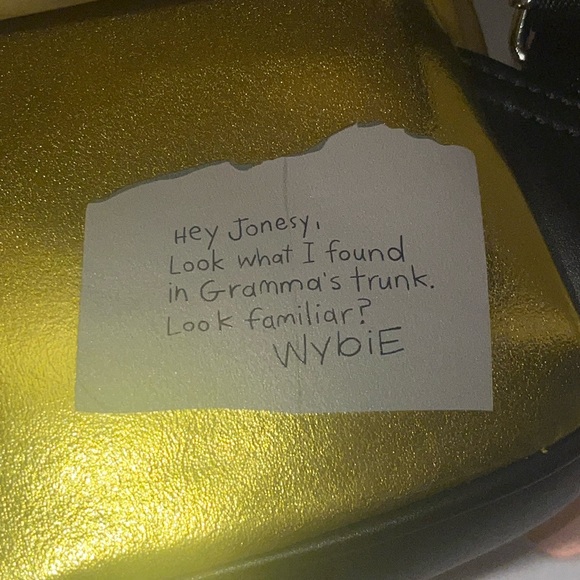 Hey Jonesy,
Look what I found
in Gramma's trunk.
Look familiar?
WybiE